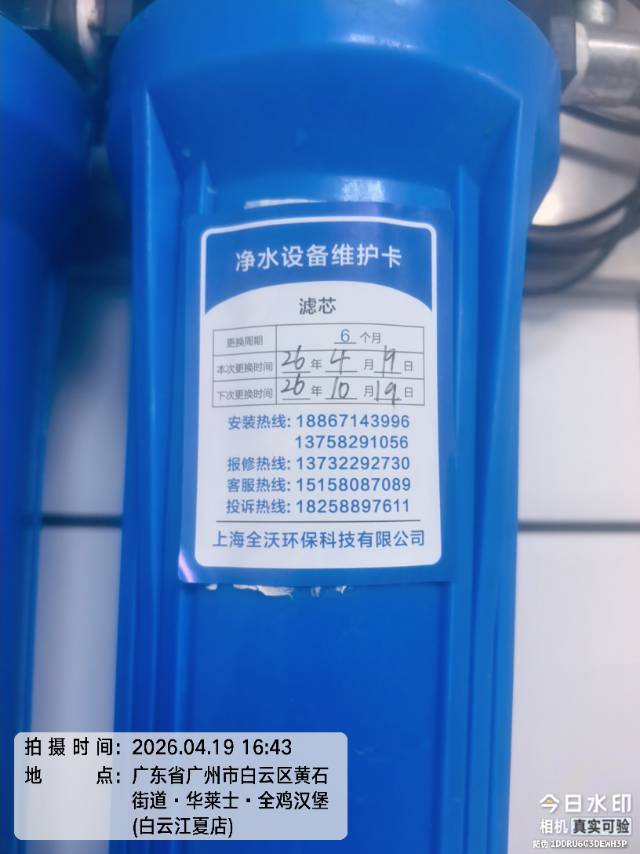 净水设备维护卡
滤芯
更换周期 6 个月
本次更换时间 26 年 4 月 19 日
下次更换时间 26 年 10 月 19 日
安装热线: 18867143996
13758291056
报修热线: 13732292730
客服热线: 15158087089
投诉热线: 18258897611
上海全沃环保科技有限公司
拍摄时间: 2026.04.19 16:43
地点: 广东省广州市白云区黄石
街道·华莱士·全鸡汉堡
(白云江夏店)
今日水印
相机 真实可验
防伪 1DDRU6G3DEWH3P